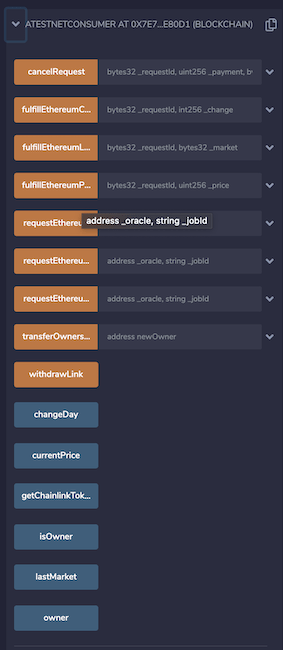 ATESTNETCONSUMER AT 0X7E7...E80D1 (BLOCKCHAIN)
cancelRequest bytes32 _requestId, uint256 _payment, by
fulfillEthereumC... bytes32 _requestId, int256 _change
fulfillEthereumL... bytes32 _requestId, bytes32 _market
fulfillEthereumP... bytes32 _requestId, uint256 _price
requestEthereu address _oracle, string _jobId
requestEthereu... address _oracle, string _jobId
requestEthereu... address _oracle, string _jobId
transferOwners... address newOwner
withdrawLink
changeDay
currentPrice
getChainlinkTok...
isOwner
lastMarket
owner